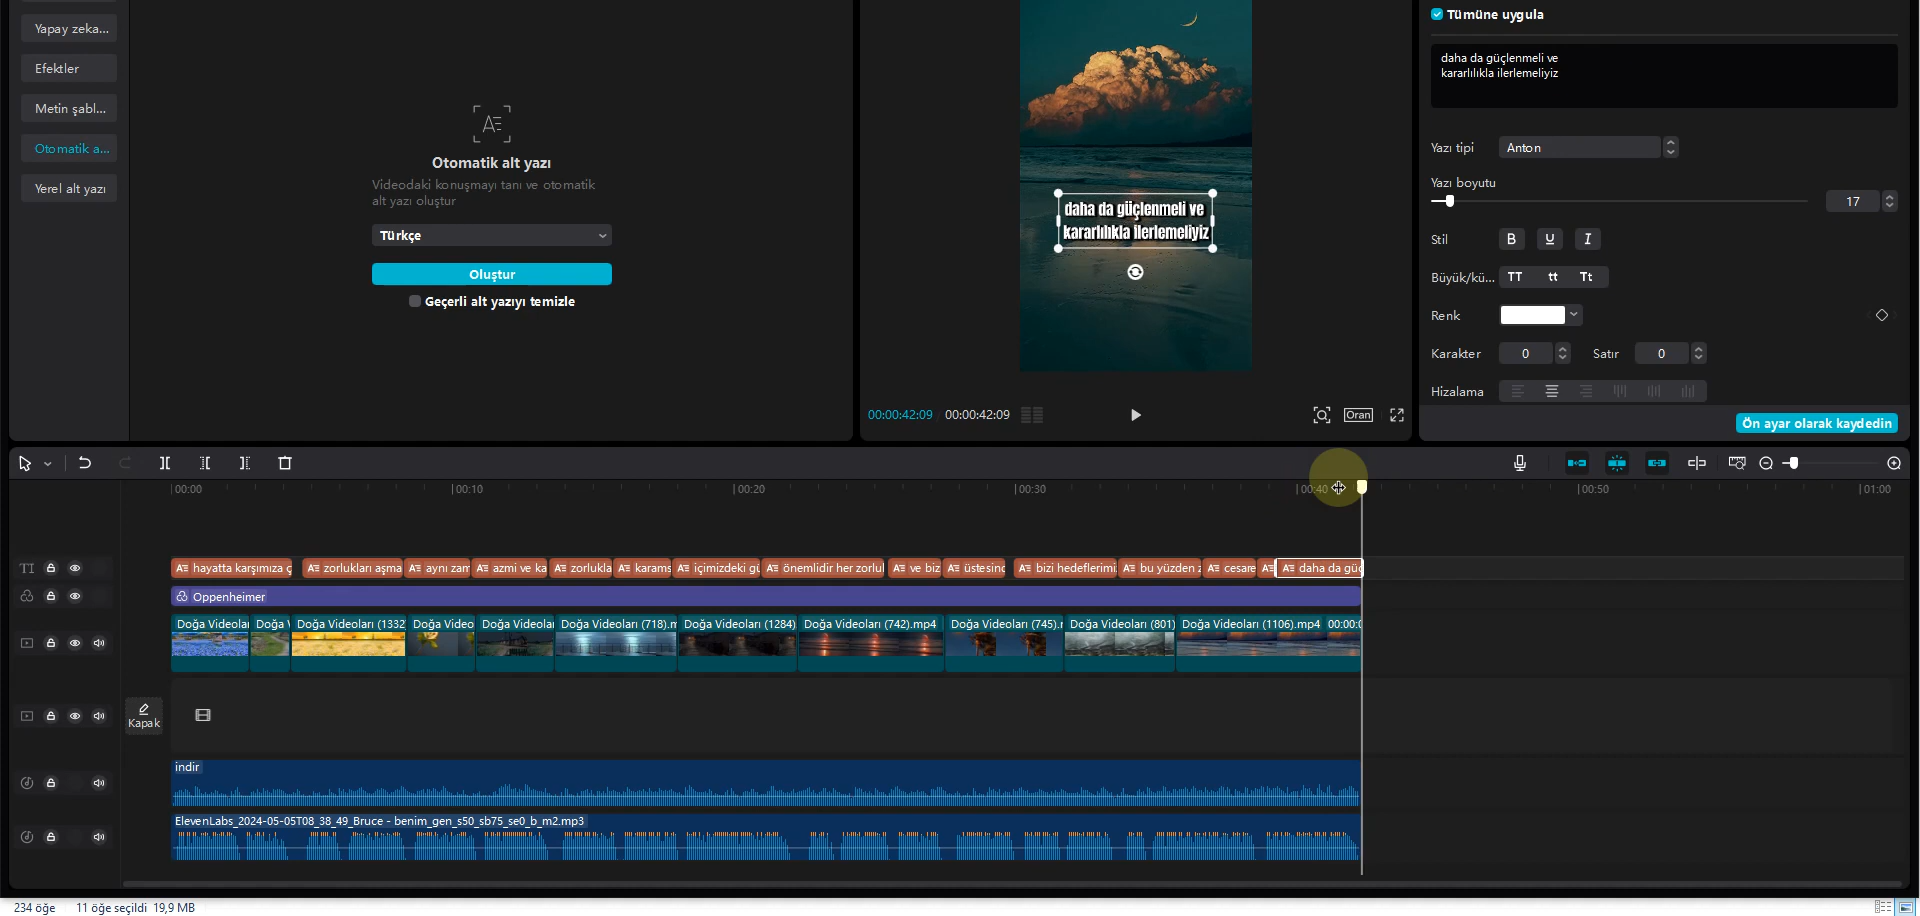 Yapay zeka...
Efektler
Metin şabl...
Otomatik a...
Yerel alt yazı
Otomatik alt yazı
Videodaki konuşmayı tanı ve otomatik
alt yazı oluştur
Türkçe
Oluştur
Geçerli alt yazıyı temizle
daha da güçlenmeli ve
kararlılıkla ilerlemeliyiz
00:00:42:09 00:00:42:09
Oran
Tümüne uygula
daha da güçlenmeli ve
kararlılıkla ilerlemeliyiz
Yazı tipi Anton
Yazı boyutu
17
Stil B U I
Büyük/kü... TT tt Tt
Renk
Karakter 0 Satır 0
Hizalama
Ön ayar olarak kaydedin
00:00 00:10 00:20 00:30 00:40 00:50 01:00
hayatta karşımıza ç zorlukları aşma aynı zam azmi ve ka zorlukla karams içimizdeki gü önemlidir her zorlul ve biz üstesinc bizi hedeflerimi bu yüzden z cesare daha da güç
Oppenheimer
Doğa Videolar Doğa V Doğa Videoları (1332) Doğa Video Doğa Videolar Doğa Videoları (718).m Doğa Videoları (1284) Doğa Videoları (742).mp4 Doğa Videoları (745).m Doğa Videoları (801) Doğa Videoları (1106).mp4 00:00:0
Kapak
indir
ElevenLabs_2024-05-05T08_38_49_Bruce - benim_gen_s50_sb75_se0_b_m2.mp3
234 öğe 11 öğe seçildi 19,9 MB